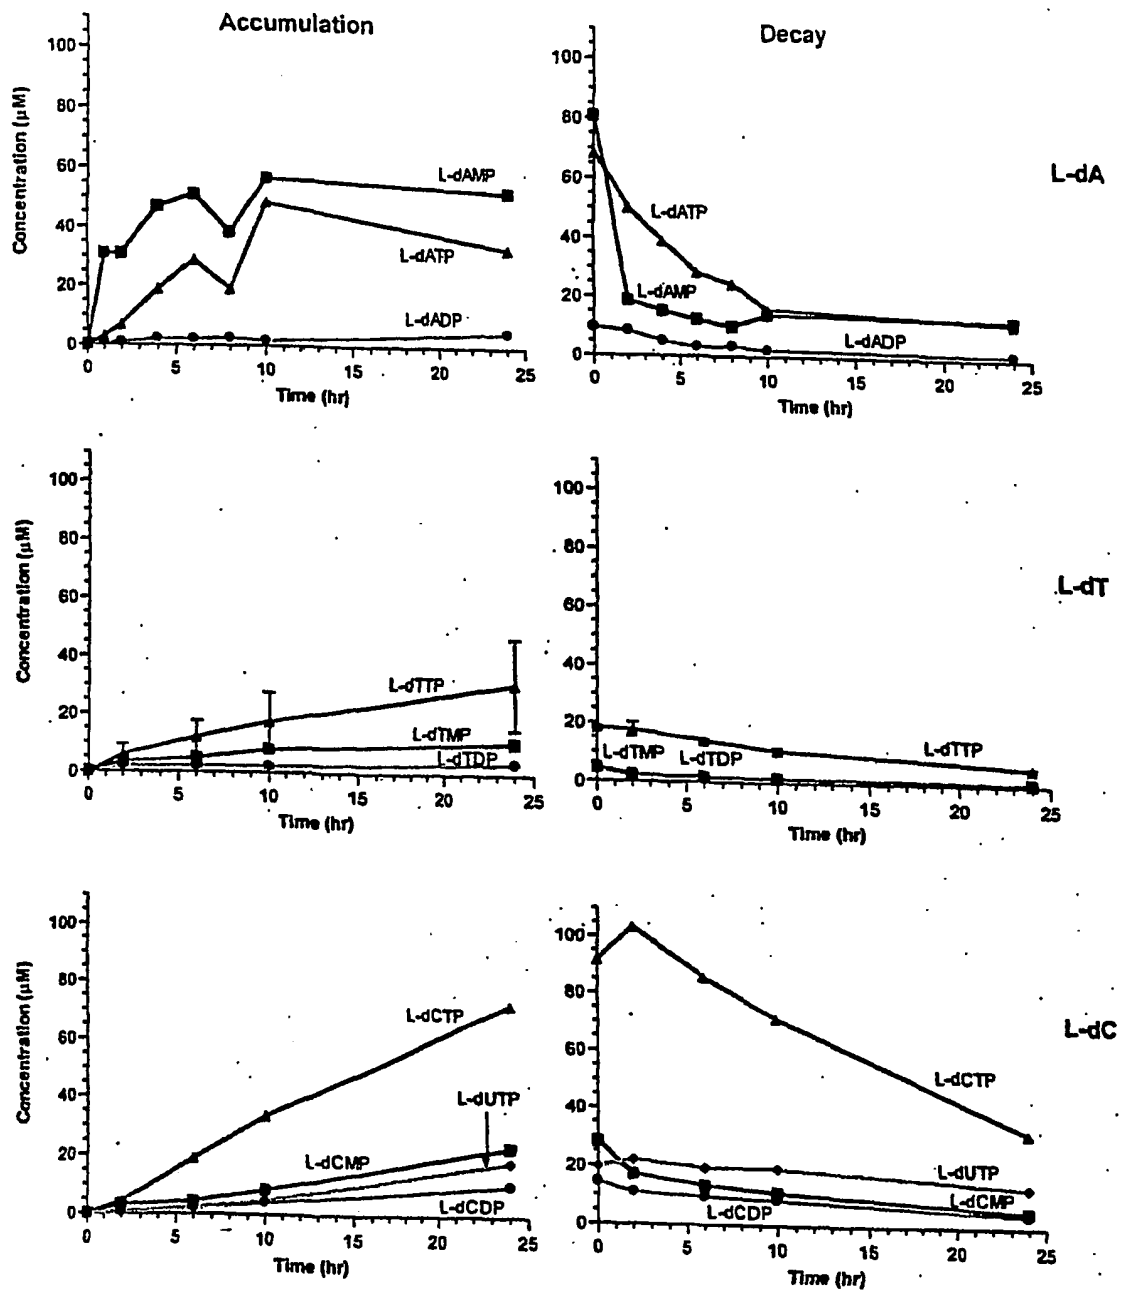 Accumulation
Decay
Concentration (µM)
100
80
60
40
20
0
L-dAMP
L-dATP
L-dADP
0 5 10 15 20 25
Time (hr)
100
80
60
40
20
0
L-dATP
L-dAMP
L-dADP
0 5 10 15 20 25
Time (hr)
L-dA
Concentration (µM)
100
80
60
40
20
0
L-dTTP
L-dTMP
L-dTDP
0 5 10 15 20 25
Time (hr)
100
80
60
40
20
0
L-dTMP L-dTDP
L-dTTP
0 5 10 15 20 25
Time (hr)
L-dT
Concentration (µM)
100
80
60
40
20
0
L-dCTP
L-dUTP
L-dCMP
L-dCDP
0 5 10 15 20 25
Time (hr)
100
80
60
40
20
0
L-dCTP
L-dUTP
L-dCMP
L-dCDP
0 5 10 15 20 25
Time (hr)
L-dC